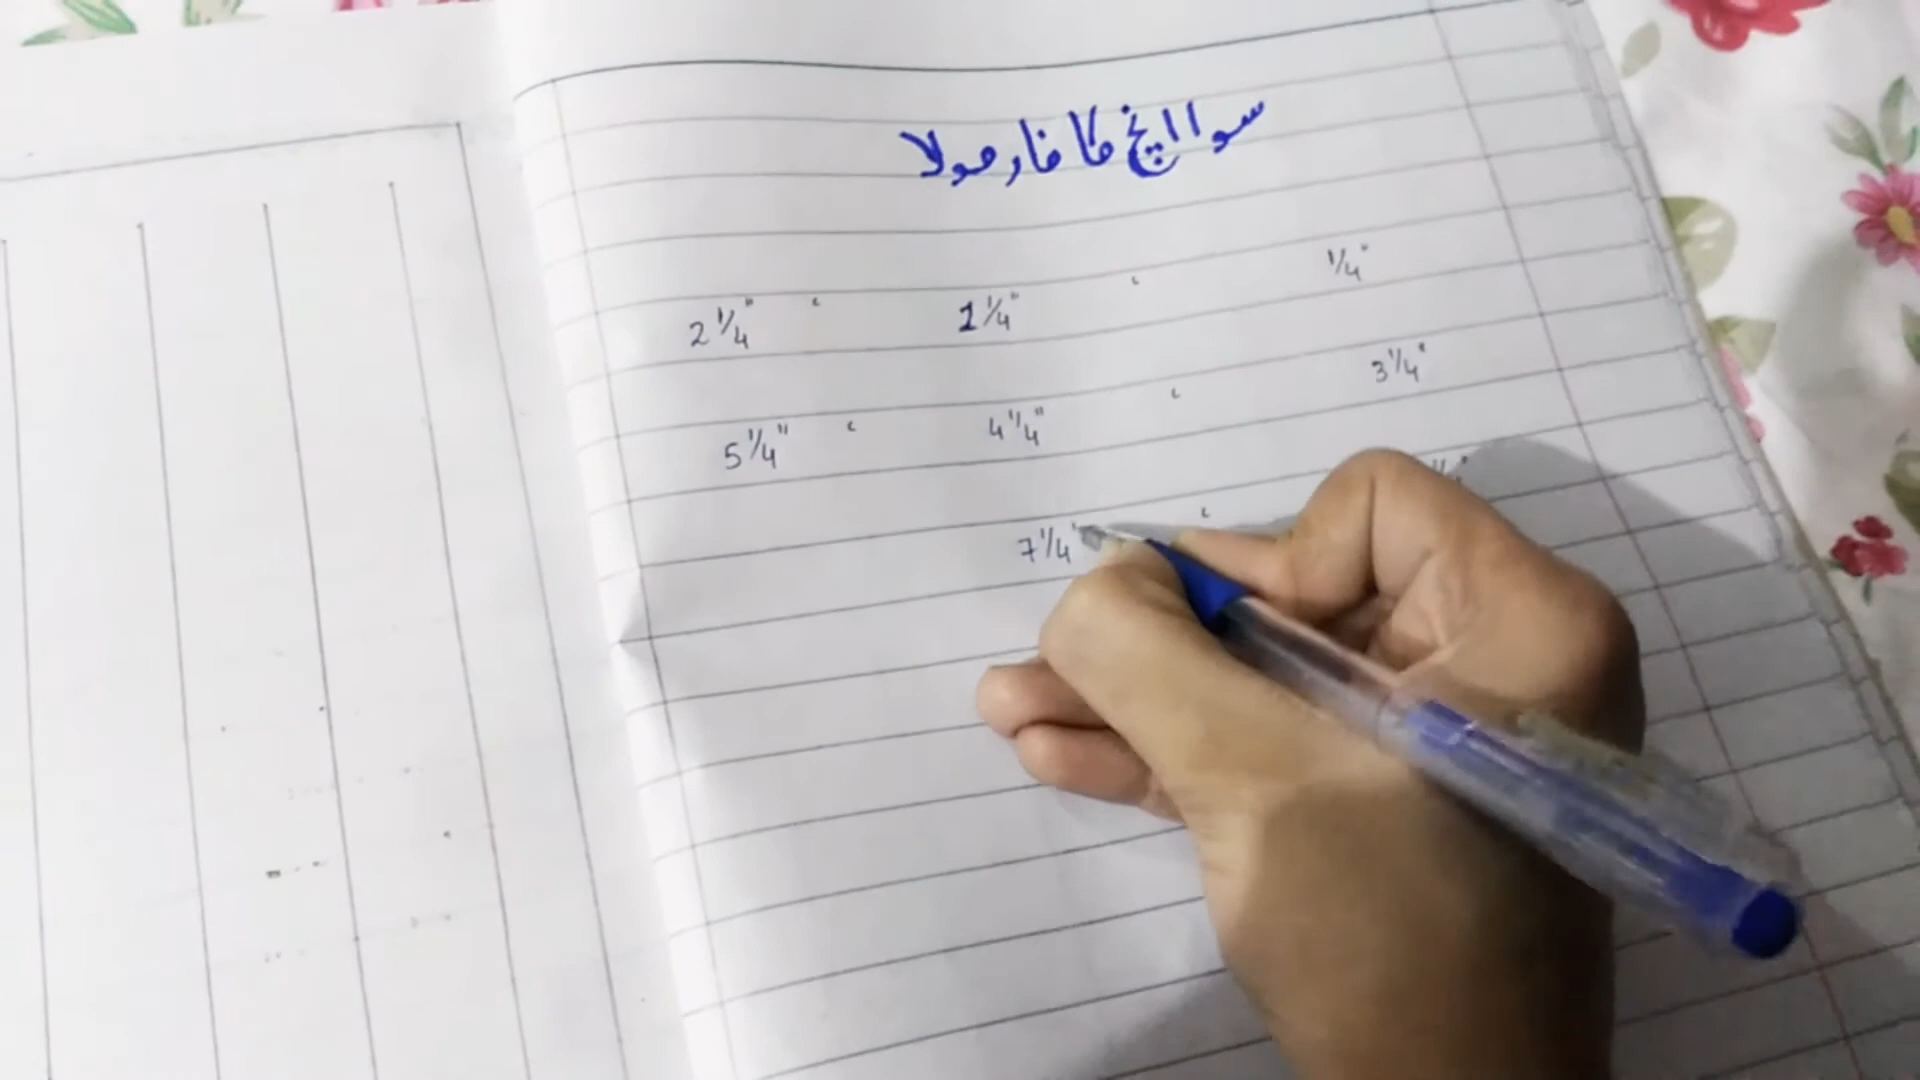 سوا انچ کا فارمولا
1/4" ، 1 1/4" ، 2 1/4"
3 1/4" ، 4 1/4" ، 5 1/4"
، 7 1/4"